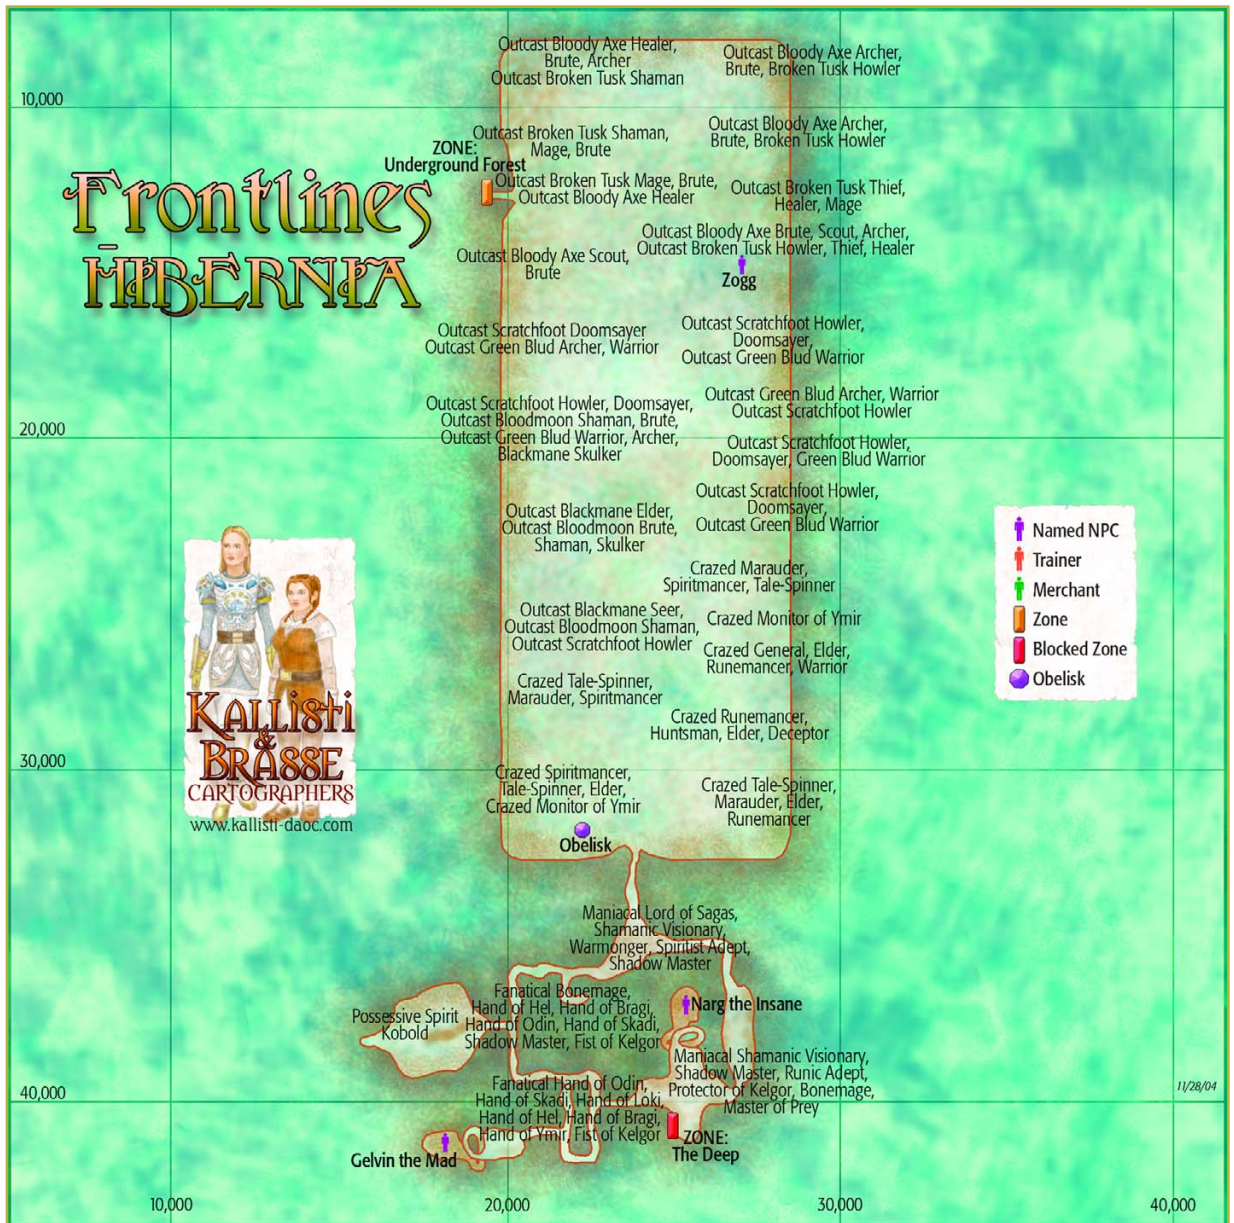 Outcast Bloody Axe Healer,
Brute, Archer
Outcast Broken Tusk Shaman
Outcast Bloody Axe Archer,
Brute, Broken Tusk Howler
10,000
Outcast Broken Tusk Shaman,
Mage, Brute
Outcast Bloody Axe Archer,
Brute, Broken Tusk Howler
ZONE:
Underground Forest
Outcast Broken Tusk Mage, Brute,
Outcast Bloody Axe Healer
Outcast Broken Tusk Thief,
Healer, Mage
Frontlines
HIBERNIA
Outcast Bloody Axe Brute, Scout, Archer,
Outcast Broken Tusk Howler, Thief, Healer
Zogg
Outcast Bloody Axe Scout,
Brute
Outcast Scratchfoot Doomsayer
Outcast Green Blud Archer, Warrior
Outcast Scratchfoot Howler,
Doomsayer,
Outcast Green Blud Warrior
Outcast Green Blud Archer, Warrior
Outcast Scratchfoot Howler
Outcast Scratchfoot Howler, Doomsayer,
Outcast Bloodmoon Shaman, Brute,
Outcast Green Blud Warrior, Archer,
Blackmane Skulker
20,000
Outcast Scratchfoot Howler,
Doomsayer, Green Blud Warrior
Outcast Scratchfoot Howler,
Doomsayer,
Outcast Green Blud Warrior
Outcast Blackmane Elder,
Outcast Bloodmoon Brute,
Shaman, Skulker
Named NPC
Trainer
Merchant
Zone
Blocked Zone
Obelisk
Crazed Marauder,
Spiritmancer, Tale-Spinner
Outcast Blackmane Seer,
Outcast Bloodmoon Shaman,
Outcast Scratchfoot Howler
Crazed Monitor of Ymir
Crazed General, Elder,
Runemancer, Warrior
Crazed Tale-Spinner,
Marauder, Spiritmancer
Crazed Runemancer,
Huntsman, Elder, Deceptor
KALLISTI
&
BRASSE
CARTOGRAPHERS
www.kallisti-daoc.com
30,000
Crazed Spiritmancer,
Tale-Spinner, Elder,
Crazed Monitor of Ymir
Crazed Tale-Spinner,
Marauder, Elder,
Runemancer
Obelisk
Maniacal Lord of Sagas,
Shamanic Visionary,
Warmonger, Spiritist Adept,
Shadow Master
Fanatical Bonemage,
Hand of Hel, Hand of Bragi,
Hand of Odin, Hand of Skadi,
Shadow Master, Fist of Kelgor
Narg the Insane
Possessive Spirit
Kobold
Maniacal Shamanic Visionary,
Shadow Master, Runic Adept,
Protector of Kelgor, Bonemage,
Master of Prey
Fanatical Hand of Odin,
Hand of Skadi, Hand of Loki,
Hand of Hel, Hand of Bragi,
Hand of Ymir, Fist of Kelgor
40,000
11/28/04
ZONE:
The Deep
Gelvin the Mad
10,000
20,000
30,000
40,000